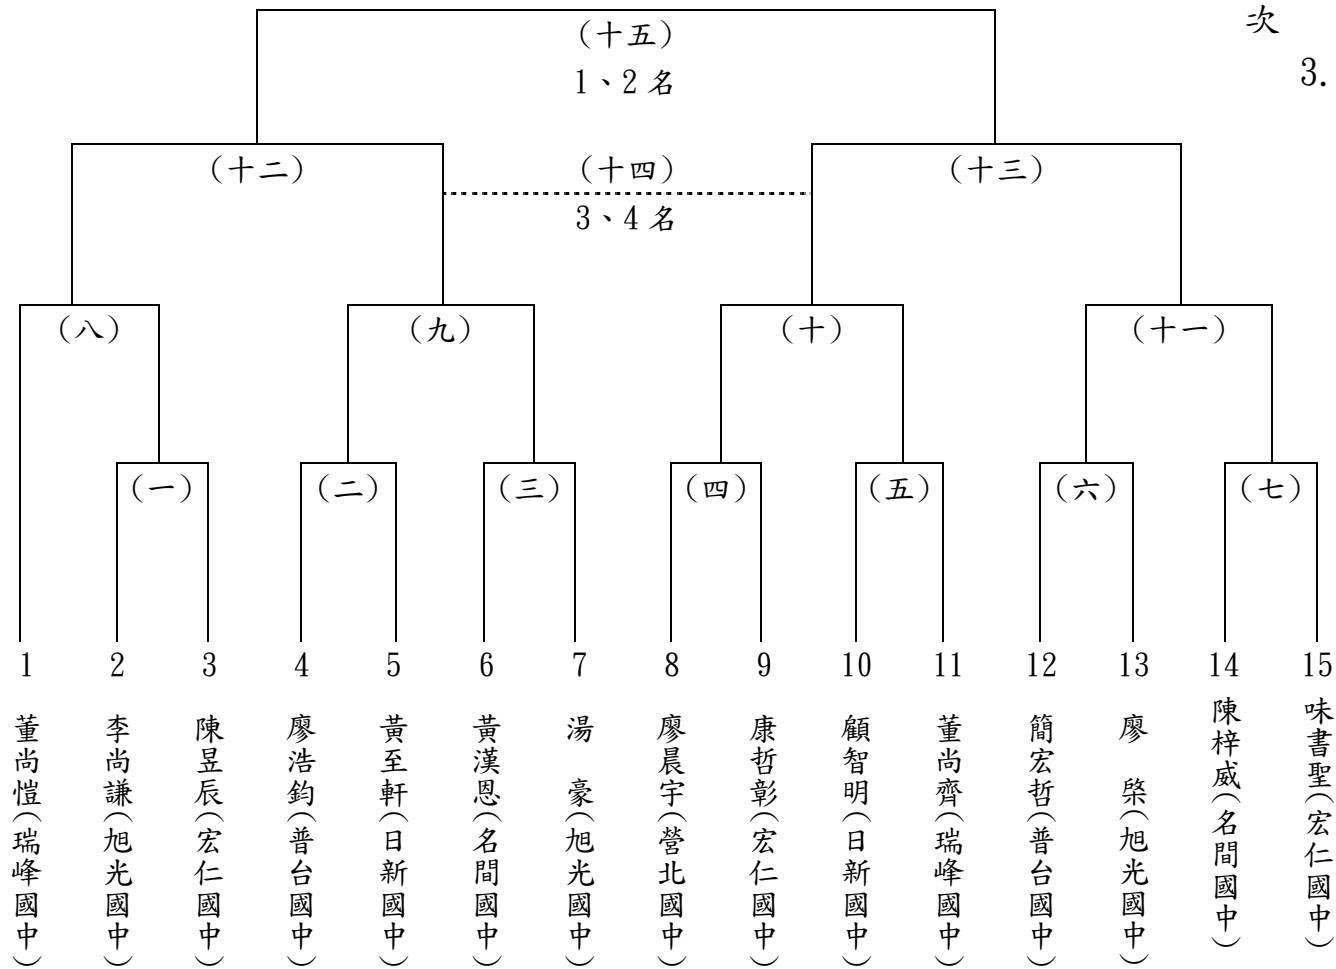 次
3.
（十五）
1、2 名
（十二）
（十四）
（十三）
3、4 名
（八）
（九）
（十）
（十一）
（一）
（二）
（三）
（四）
（五）
（六）
（七）
1
2
3
4
5
6
7
8
9
10
11
12
13
14
15
董尚愷（瑞峰國中）
李尚謙（旭光國中）
陳昱辰（宏仁國中）
廖浩鈞（普台國中）
黃至軒（日新國中）
黃漢恩（名間國中）
湯　豪（旭光國中）
廖晨宇（營北國中）
康哲彰（宏仁國中）
顧智明（日新國中）
董尚齊（瑞峰國中）
簡宏哲（普台國中）
廖　棨（旭光國中）
陳梓威（名間國中）
味書聖（宏仁國中）